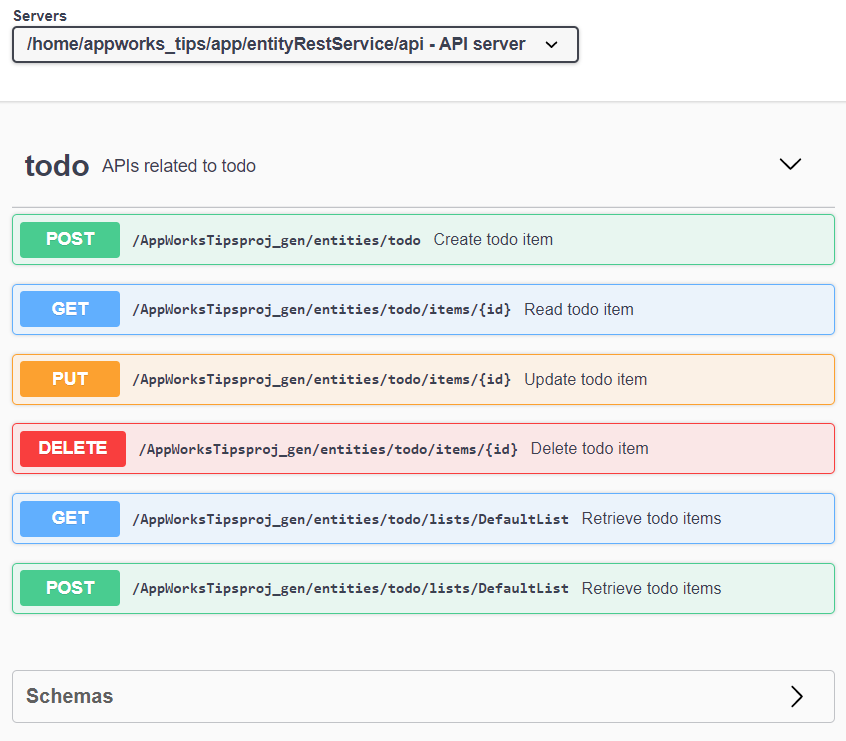 Servers
/home/appworks_tips/app/entityRestService/api - API server
todo APIs related to todo
POST /AppWorksTipsproj_gen/entities/todo Create todo item
GET /AppWorksTipsproj_gen/entities/todo/items/{id} Read todo item
PUT /AppWorksTipsproj_gen/entities/todo/items/{id} Update todo item
DELETE /AppWorksTipsproj_gen/entities/todo/items/{id} Delete todo item
GET /AppWorksTipsproj_gen/entities/todo/lists/DefaultList Retrieve todo items
POST /AppWorksTipsproj_gen/entities/todo/lists/DefaultList Retrieve todo items
Schemas